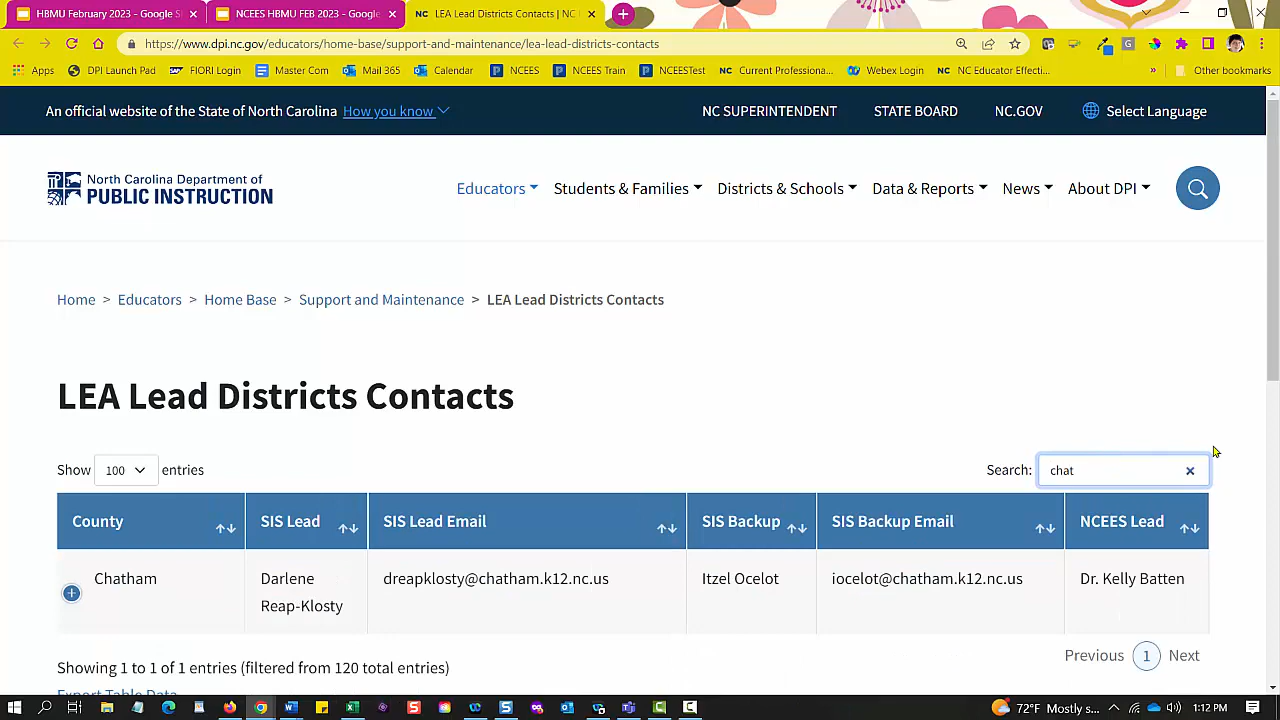 HBMU February 2023 - Google S
NCEES HBMU FEB 2023 - Google
LEA Lead Districts Contacts | NC
https://www.dpi.nc.gov/educators/home-base/support-and-maintenance/lea-lead-districts-contacts
Apps
DPI Launch Pad
FIORI Login
Master Com
Mail 365
Calendar
NCEES
NCEES Train
NCEESTest
Current Professiona...
Webex Login
NC Educator Effecti...
»
Other bookmarks
An official website of the State of North Carolina How you know
NC SUPERINTENDENT
STATE BOARD
NC.GOV
Select Language
North Carolina Department of
PUBLIC INSTRUCTION
Educators
Students & Families
Districts & Schools
Data & Reports
News
About DPI
Home > Educators > Home Base > Support and Maintenance > LEA Lead Districts Contacts
LEA Lead Districts Contacts
Show 100 entries
Search: chat
County SIS Lead SIS Lead Email SIS Backup SIS Backup Email NCEES Lead
Chatham Darlene dreapklosty@chatham.k12.nc.us Itzel Ocelot iocelot@chatham.k12.nc.us Dr. Kelly Batten
Reap-Klosty
Previous 1 Next
Showing 1 to 1 of 1 entries (filtered from 120 total entries)
Export Table Data
72°F Mostly s...
1:12 PM